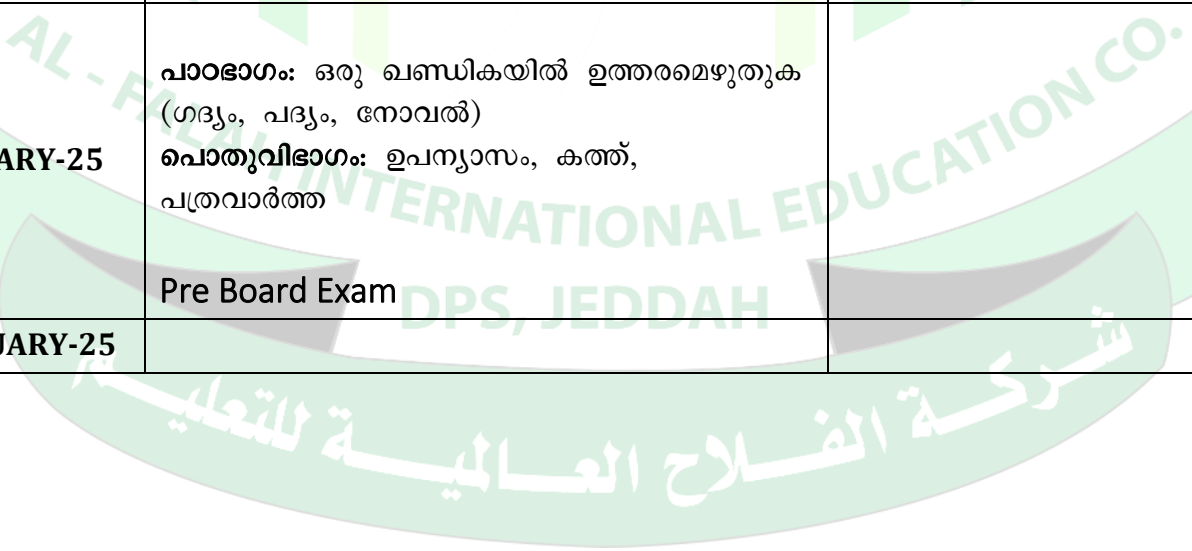 പാഠഭാഗം: ഒരു ഖണ്ഡികയിൽ ഉത്തരമെഴുതുക
(ഗദ്യം, പദ്യം, നോവൽ)
ARY-25
പൊതുവിഭാഗം: ഉപന്യാസം, കത്ത്,
പത്രവാർത്ത
Pre Board Exam
UARY-25
AL - FALAH INTERNATIONAL EDUCATION CO.
DPS, JEDDAH
شركة الفلاح العالمية للتعليم